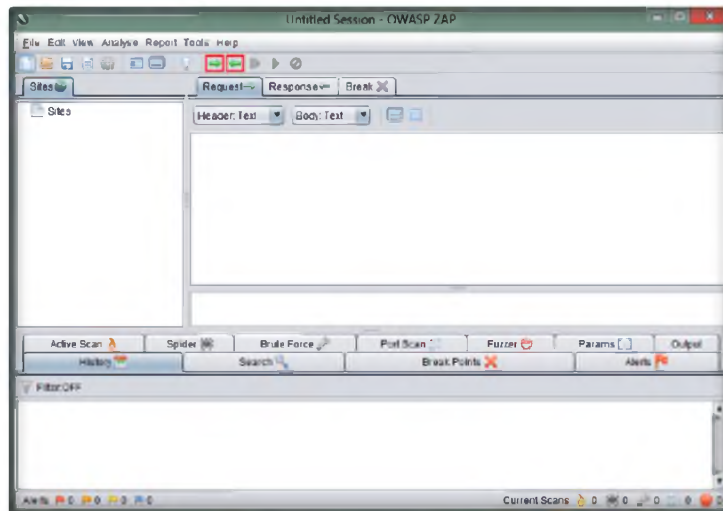 Untitled Session - OWASP ZAP
File Edit View Analyse Report Tools Help
Sites
Request Response Break
Sites
Header: Text Body: Text
Active Scan Spider Brute Force Port Scan Fuzzer Params Output
History Search Break Points Alerts
Filter:OFF
Alerts 0 0 0 0 Current Scans 0 0 0 0 0